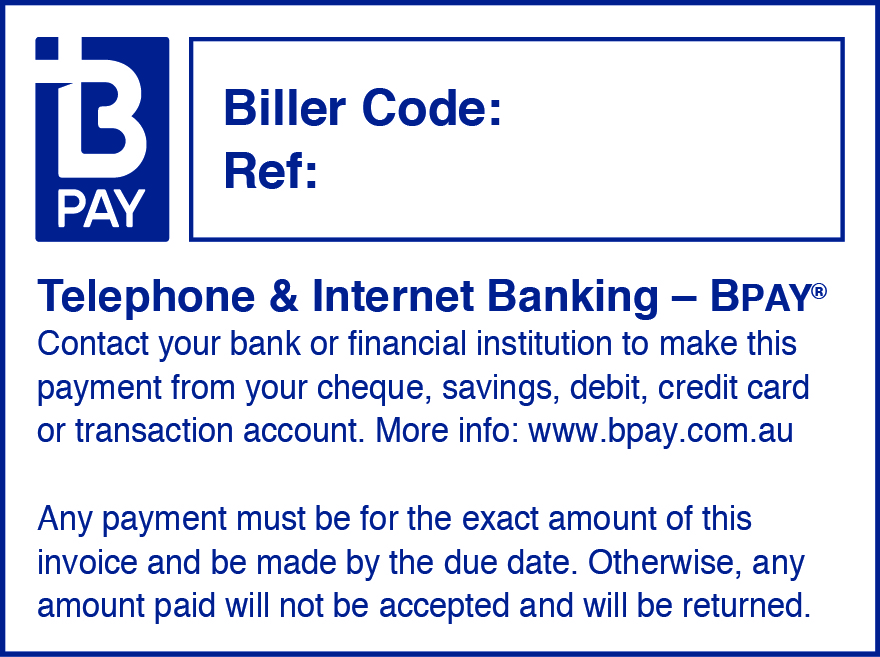 B
PAY
Biller Code:
Ref:
Telephone & Internet Banking – BPAY®
Contact your bank or financial institution to make this
payment from your cheque, savings, debit, credit card
or transaction account. More info: www.bpay.com.au
Any payment must be for the exact amount of this
invoice and be made by the due date. Otherwise, any
amount paid will not be accepted and will be returned.